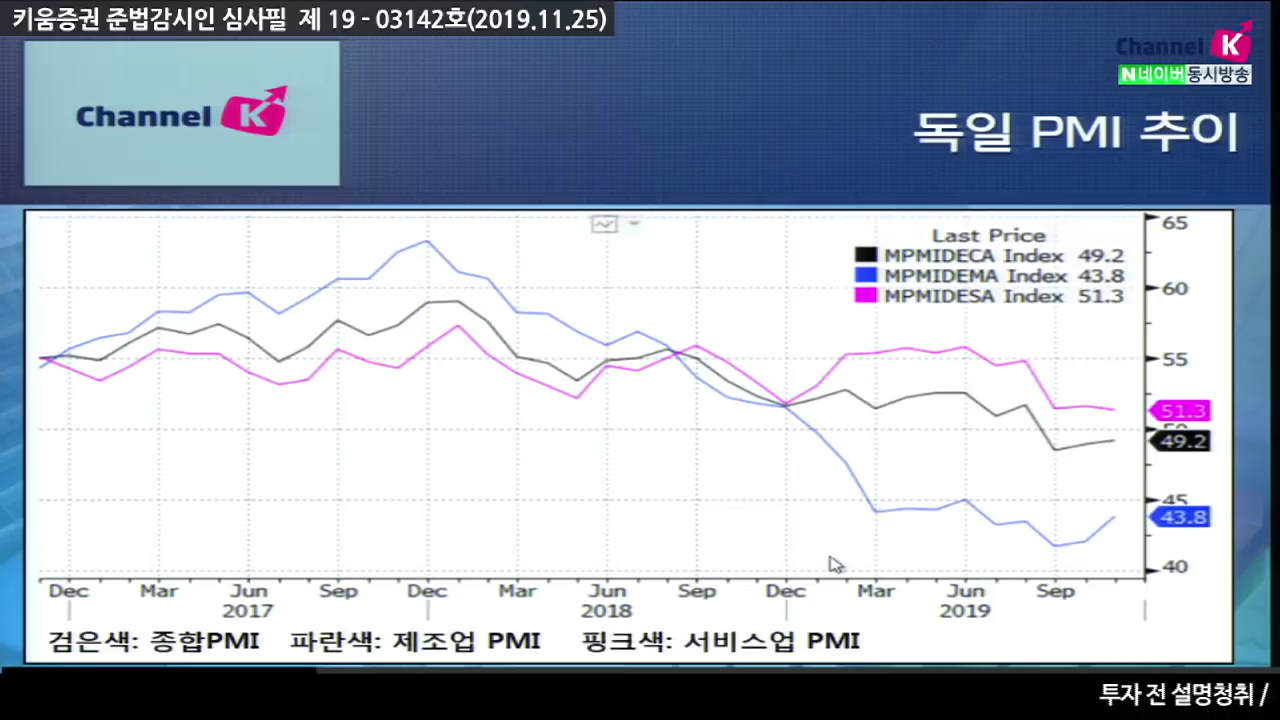 키움증권 준법감시인 심사필 제 19 - 03142호(2019.11.25)
Channel K
N 네이버 동시방송
Channel K
독일 PMI 추이
Last Price
MPMIDECA Index 49.2
MPMIDEMA Index 43.8
MPMIDESA Index 51.3
65
60
55
51.3
50
49.2
45
43.8
40
Dec Mar Jun Sep Dec Mar Jun Sep Dec Mar Jun Sep
2017 2018 2019
검은색: 종합PMI 파란색: 제조업 PMI 핑크색: 서비스업 PMI
투자 전 설명청취 /